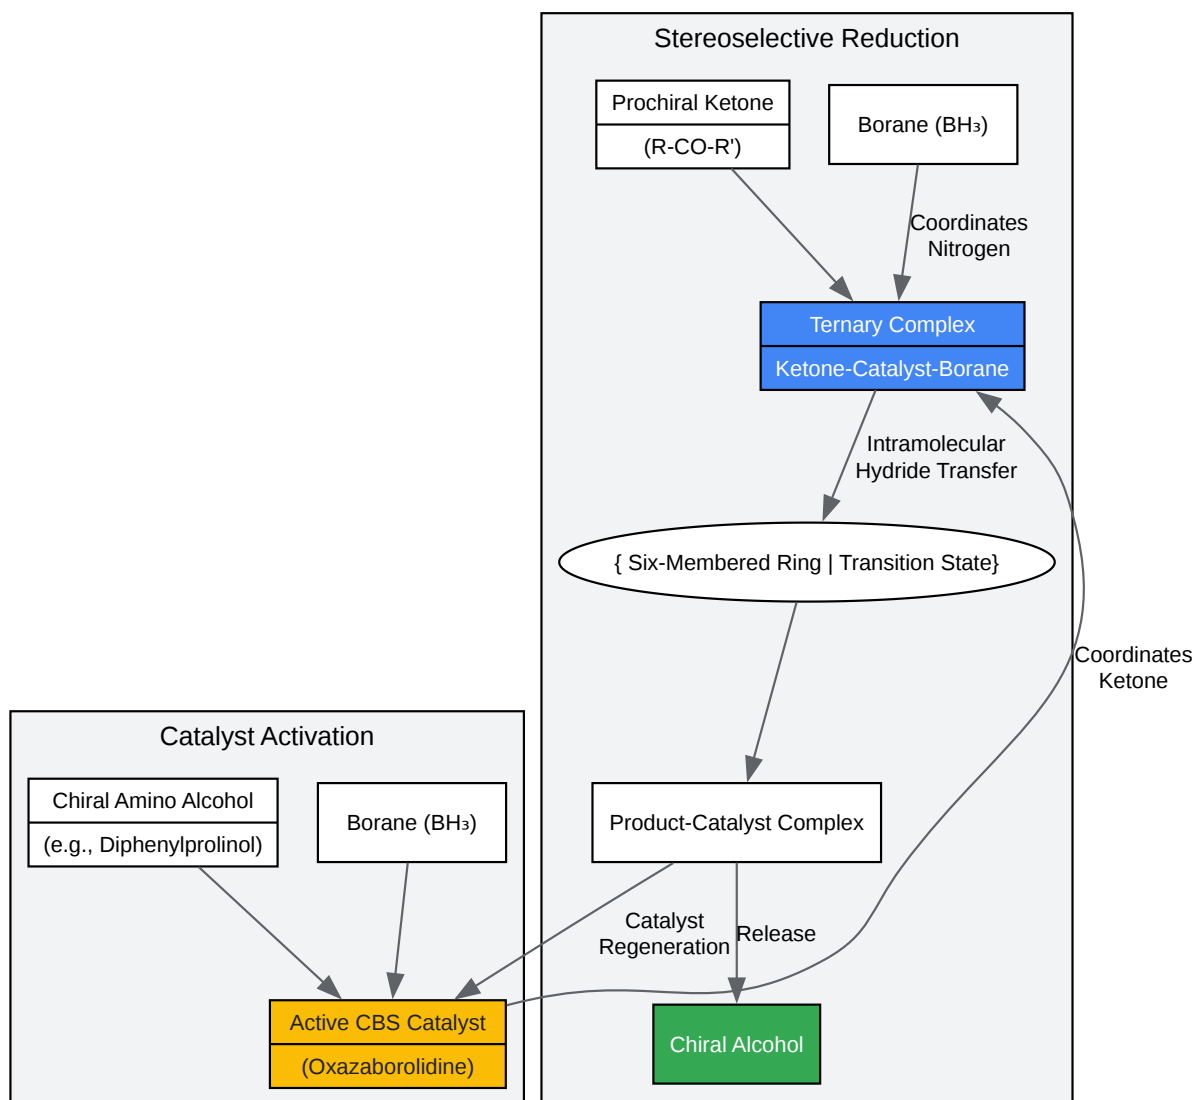 Stereoselective Reduction
Prochiral Ketone
(R-CO-R')
Borane (BH₃)
Coordinates
Nitrogen
Ternary Complex
Ketone-Catalyst-Borane
Intramolecular
Hydride Transfer
{ Six-Membered Ring | Transition State}
Coordinates
Ketone
Catalyst Activation
Chiral Amino Alcohol
(e.g., Diphenylprolinol)
Borane (BH₃)
Product-Catalyst Complex
Catalyst
Regeneration
Release
Active CBS Catalyst
(Oxazaborolidine)
Chiral Alcohol